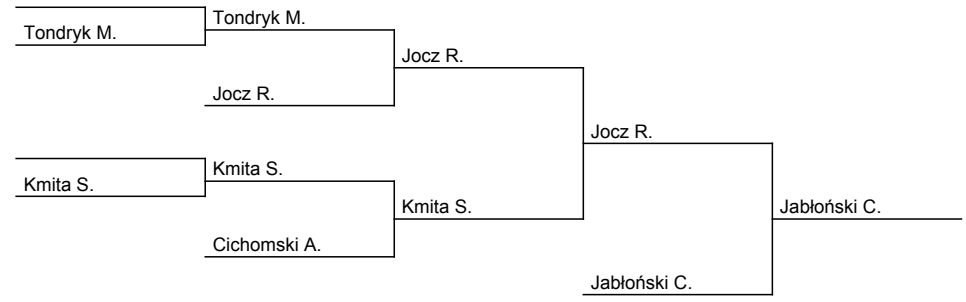 Tondryk M.
Tondryk M.
Jocz R.
Jocz R.
Jocz R.
Kmita S.
Kmita S.
Kmita S.
Cichomski A.
Jabłoński C.
Jabłoński C.